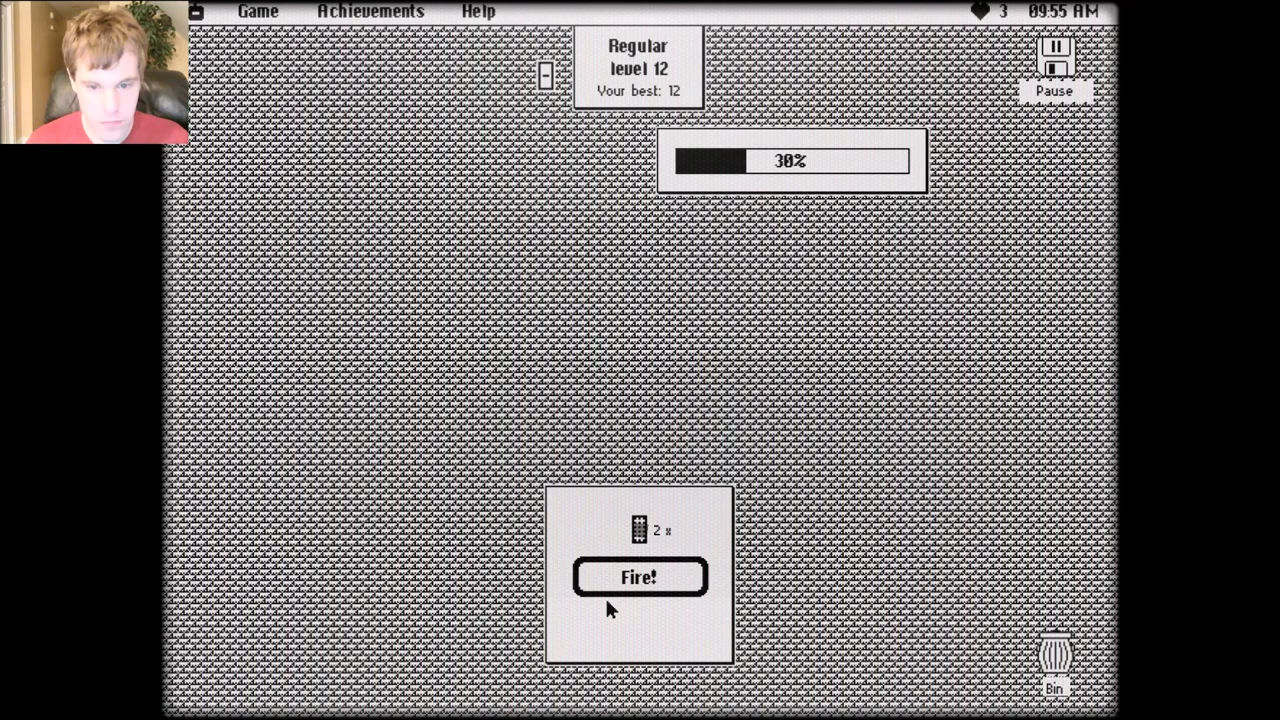 Game Achievements Help 3 09:55 AM
Regular
level 12
Your best: 12
Pause
30%
2 x
Fire!
Bin